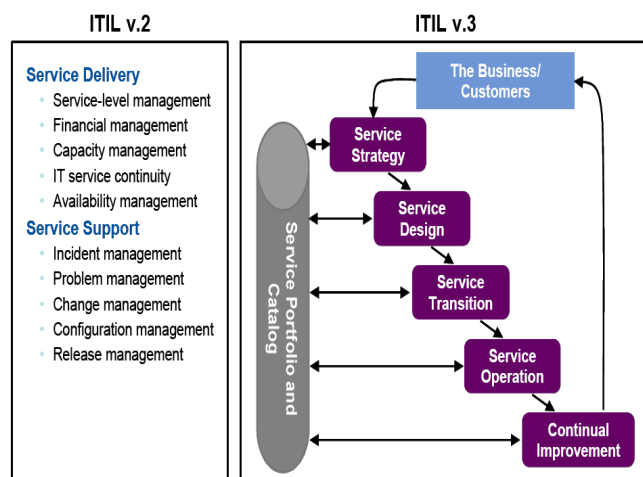 ITIL v.2
Service Delivery
Service-level management
Financial management
Capacity management
IT service continuity
Availability management
Service Support
Incident management
Problem management
Change management
Configuration management
Release management
ITIL v.3
The Business/
Customers
Service
Strategy
Service
Design
Service
Transition
Service
Operation
Continual
Improvement
Service Portfolio and
Catalog